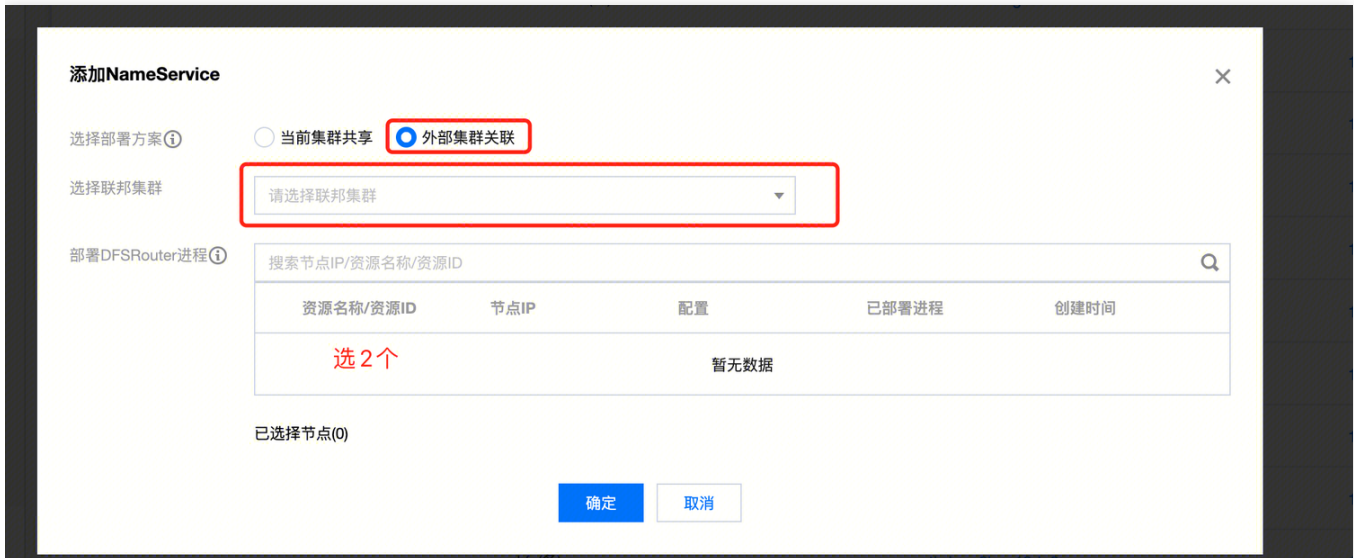 添加NameService
选择部署方案 当前集群共享 外部集群关联
选择联邦集群 请选择联邦集群
部署DFSRouter进程 搜索节点IP/资源名称/资源ID
资源名称/资源ID 节点IP 配置 已部署进程 创建时间
选2个 暂无数据
已选择节点(0)
确定 取消